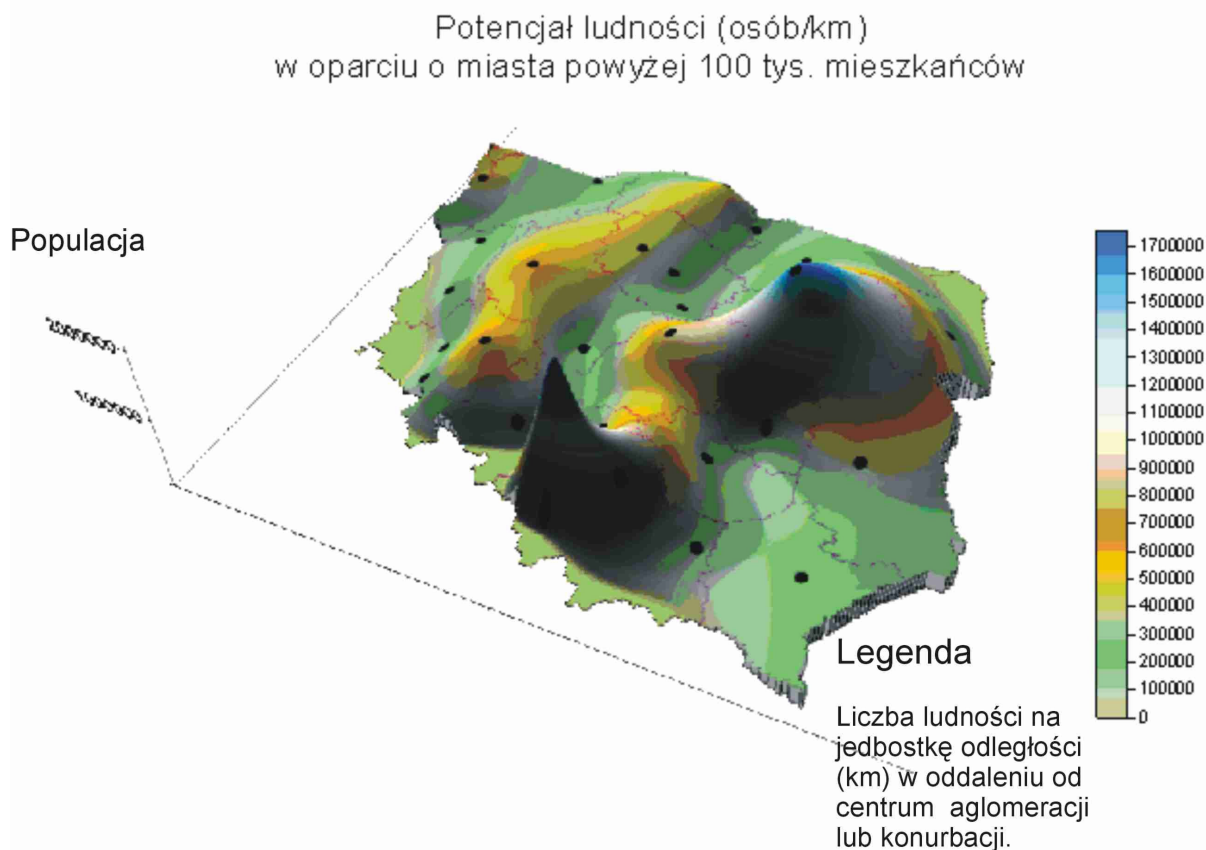 Potencjał ludności (osób/km)
w oparciu o miasta powyżej 100 tys. mieszkańców
Populacja
1700000
1600000
1500000
1400000
1300000
1200000
1100000
1000000
900000
800000
700000
600000
500000
400000
300000
200000
100000
0
Legenda
Liczba ludności na
jedbostkę odległości
(km) w oddaleniu od
centrum aglomeracji
lub konurbacji.